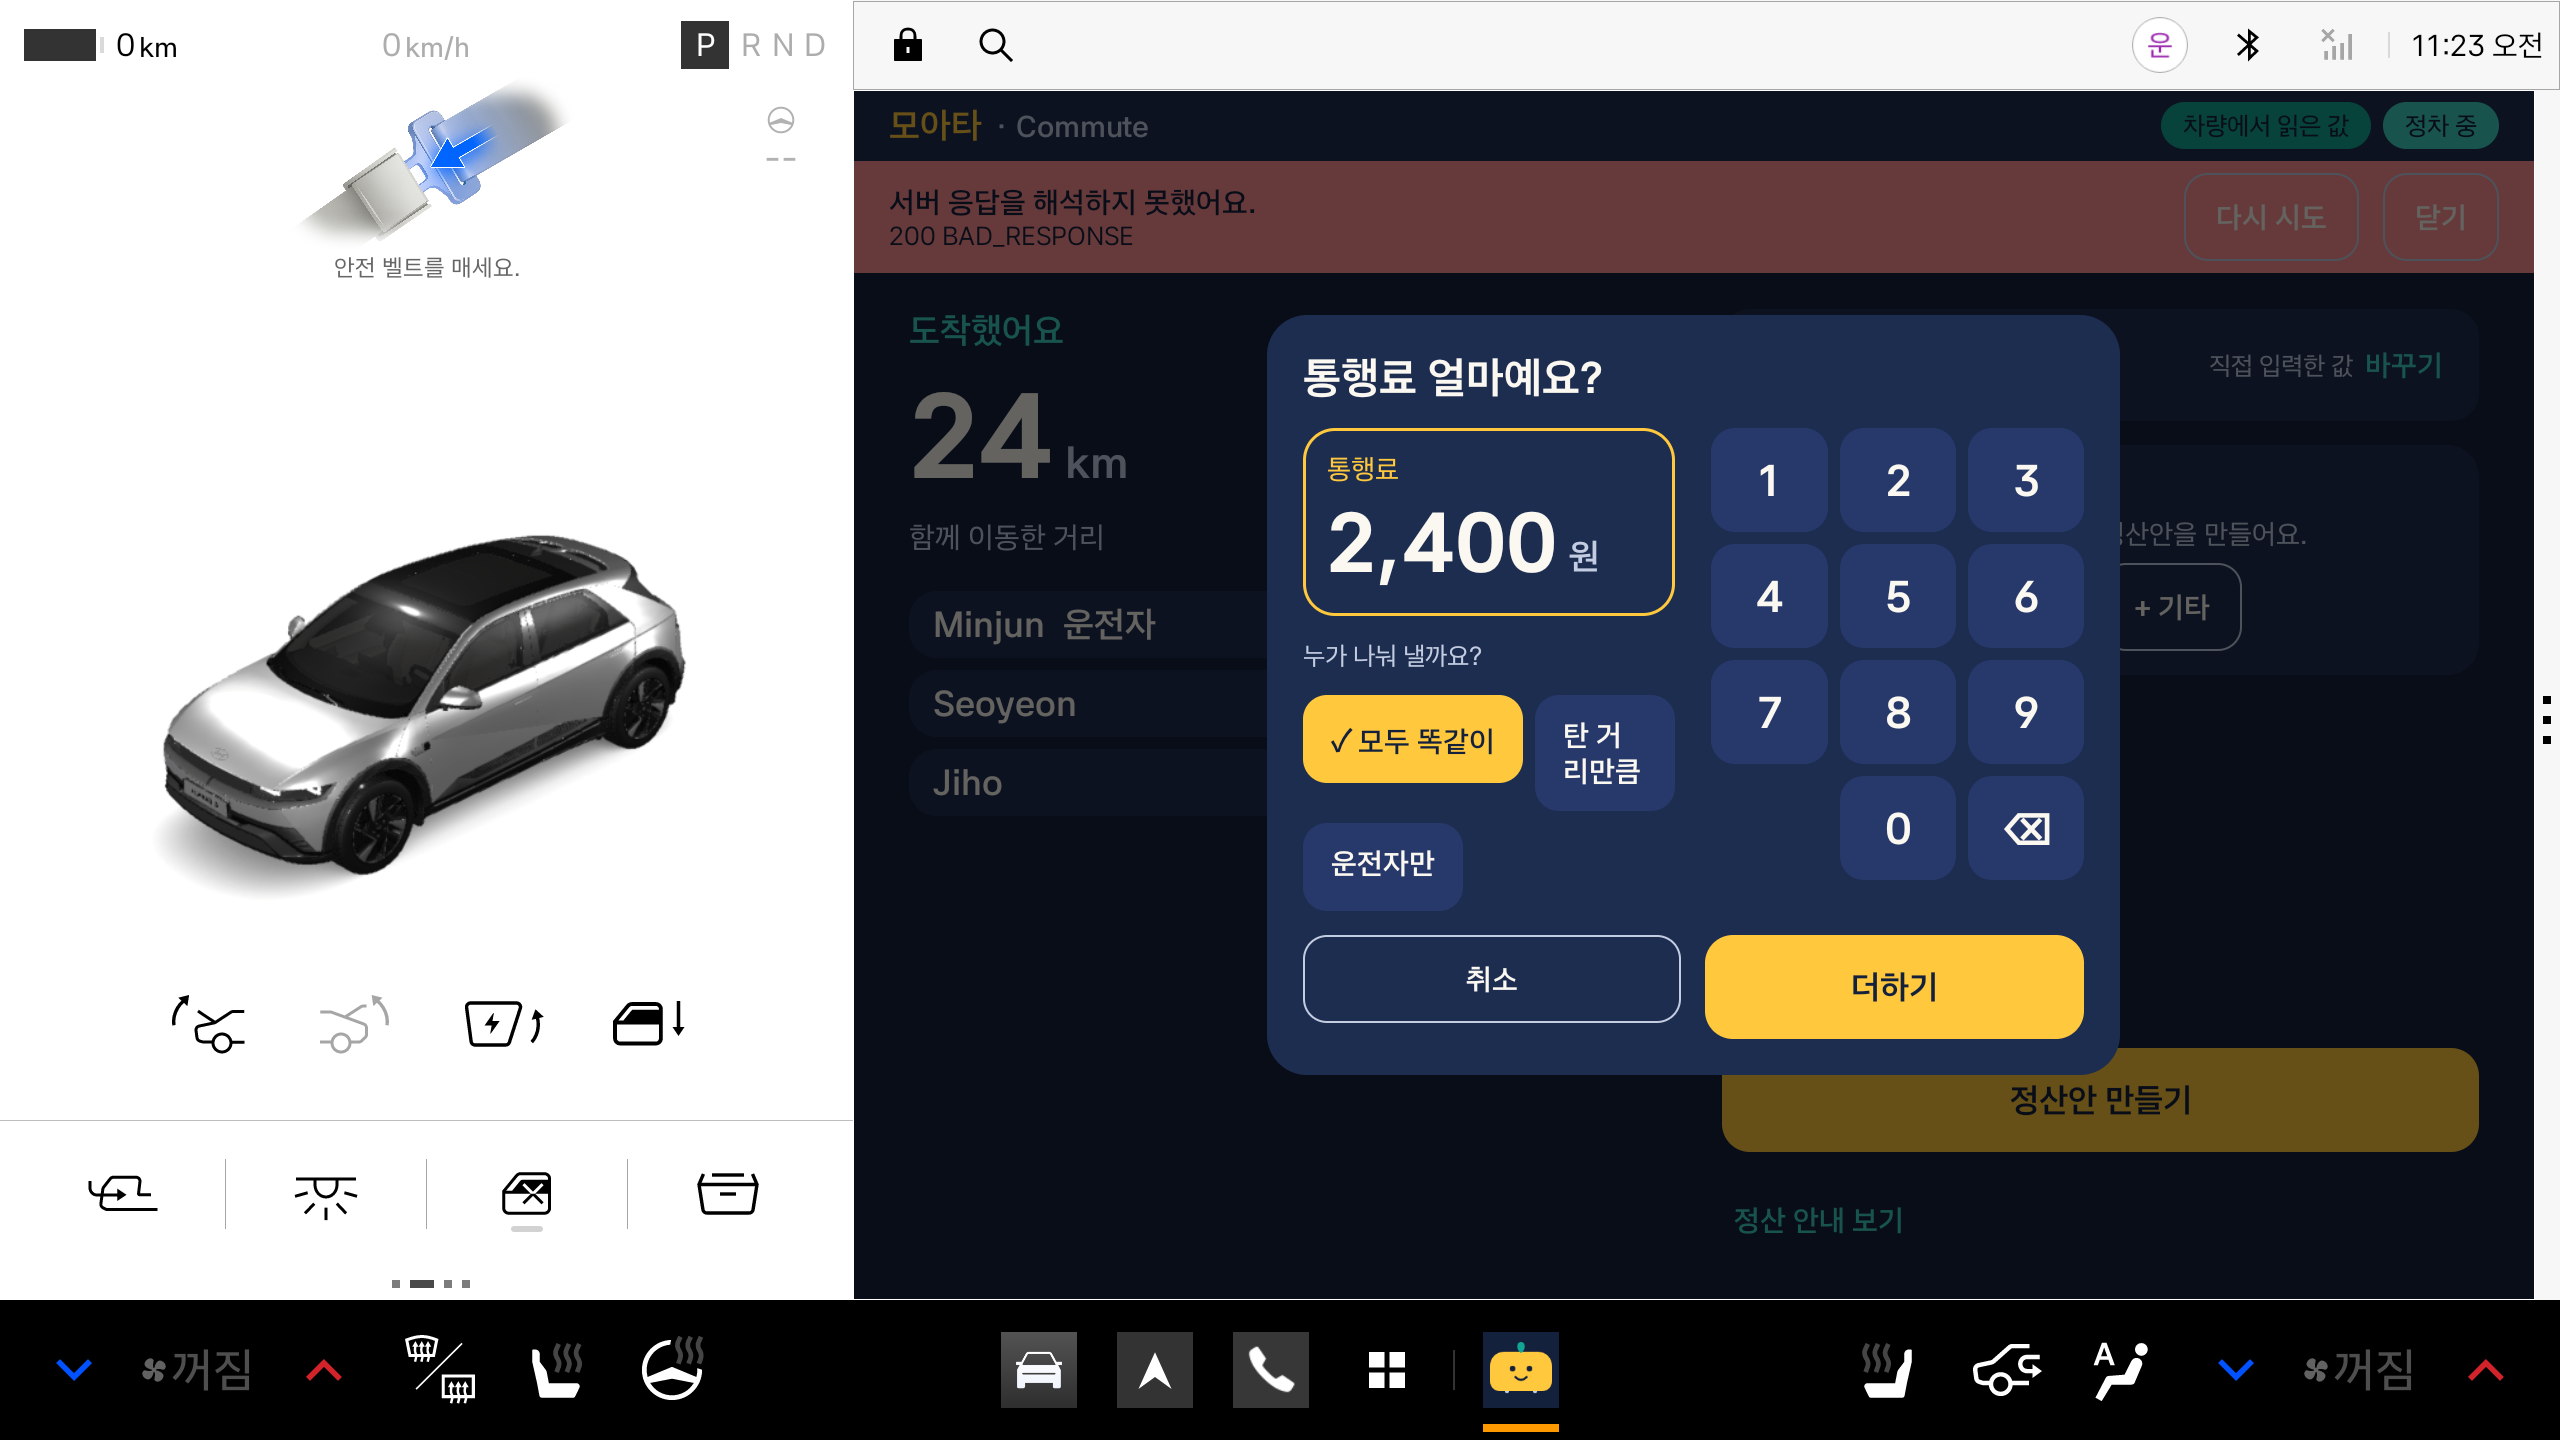 0 km
0 km/h
P R N D
안전 벨트를 매세요.
운
11:23 오전
모아타 · Commute
차량에서 읽은 값
정차 중
서버 응답을 해석하지 못했어요.
200 BAD_RESPONSE
다시 시도
닫기
도착했어요
24 km
함께 이동한 거리
Minjun 운전자
Seoyeon
Jiho
직접 입력한 값 바꾸기
산안을 만들어요.
+ 기타
통행료 얼마예요?
통행료
2,400 원
누가 나눠 낼까요?
✓ 모두 똑같이
탄 거
리만큼
운전자만
1 2 3
4 5 6
7 8 9
0
취소
더하기
정산안 만들기
정산 안내 보기
꺼짐
A
꺼짐